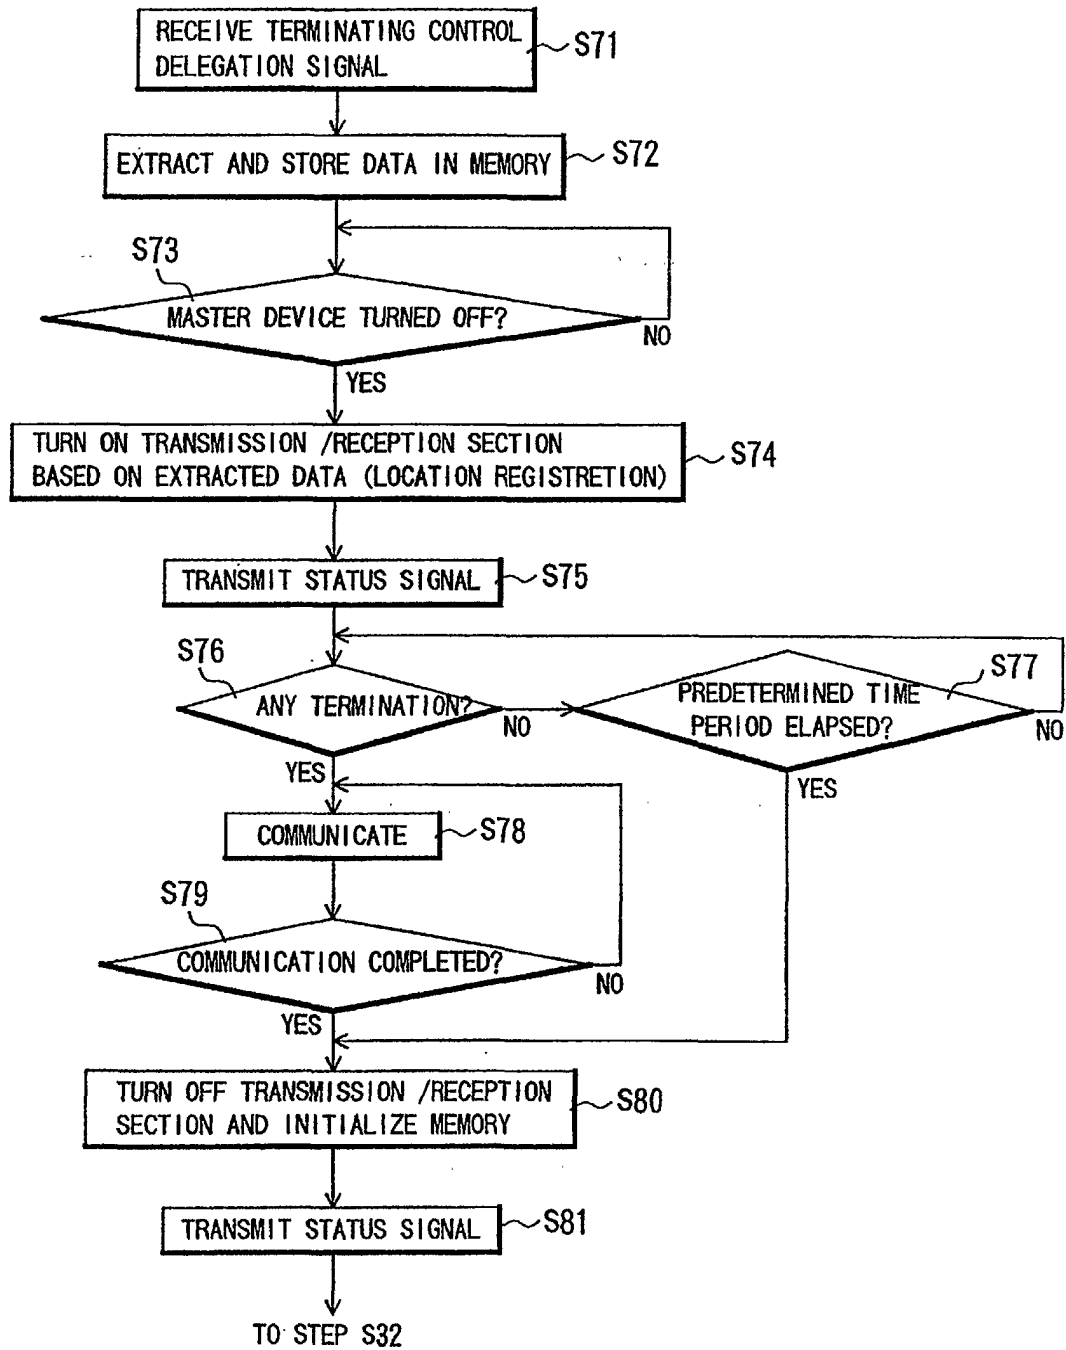 RECEIVE TERMINATING CONTROL
DELEGATION SIGNAL
S71
EXTRACT AND STORE DATA IN MEMORY
S72
S73
MASTER DEVICE TURNED OFF?
NO
YES
TURN ON TRANSMISSION /RECEPTION SECTION
BASED ON EXTRACTED DATA (LOCATION REGISTRETION)
S74
TRANSMIT STATUS SIGNAL
S75
S76
ANY TERMINATION?
NO
YES
S77
PREDETERMINED TIME
PERIOD ELAPSED?
NO
YES
COMMUNICATE
S78
S79
COMMUNICATION COMPLETED?
NO
YES
TURN OFF TRANSMISSION /RECEPTION
SECTION AND INITIALIZE MEMORY
S80
TRANSMIT STATUS SIGNAL
S81
TO STEP S32